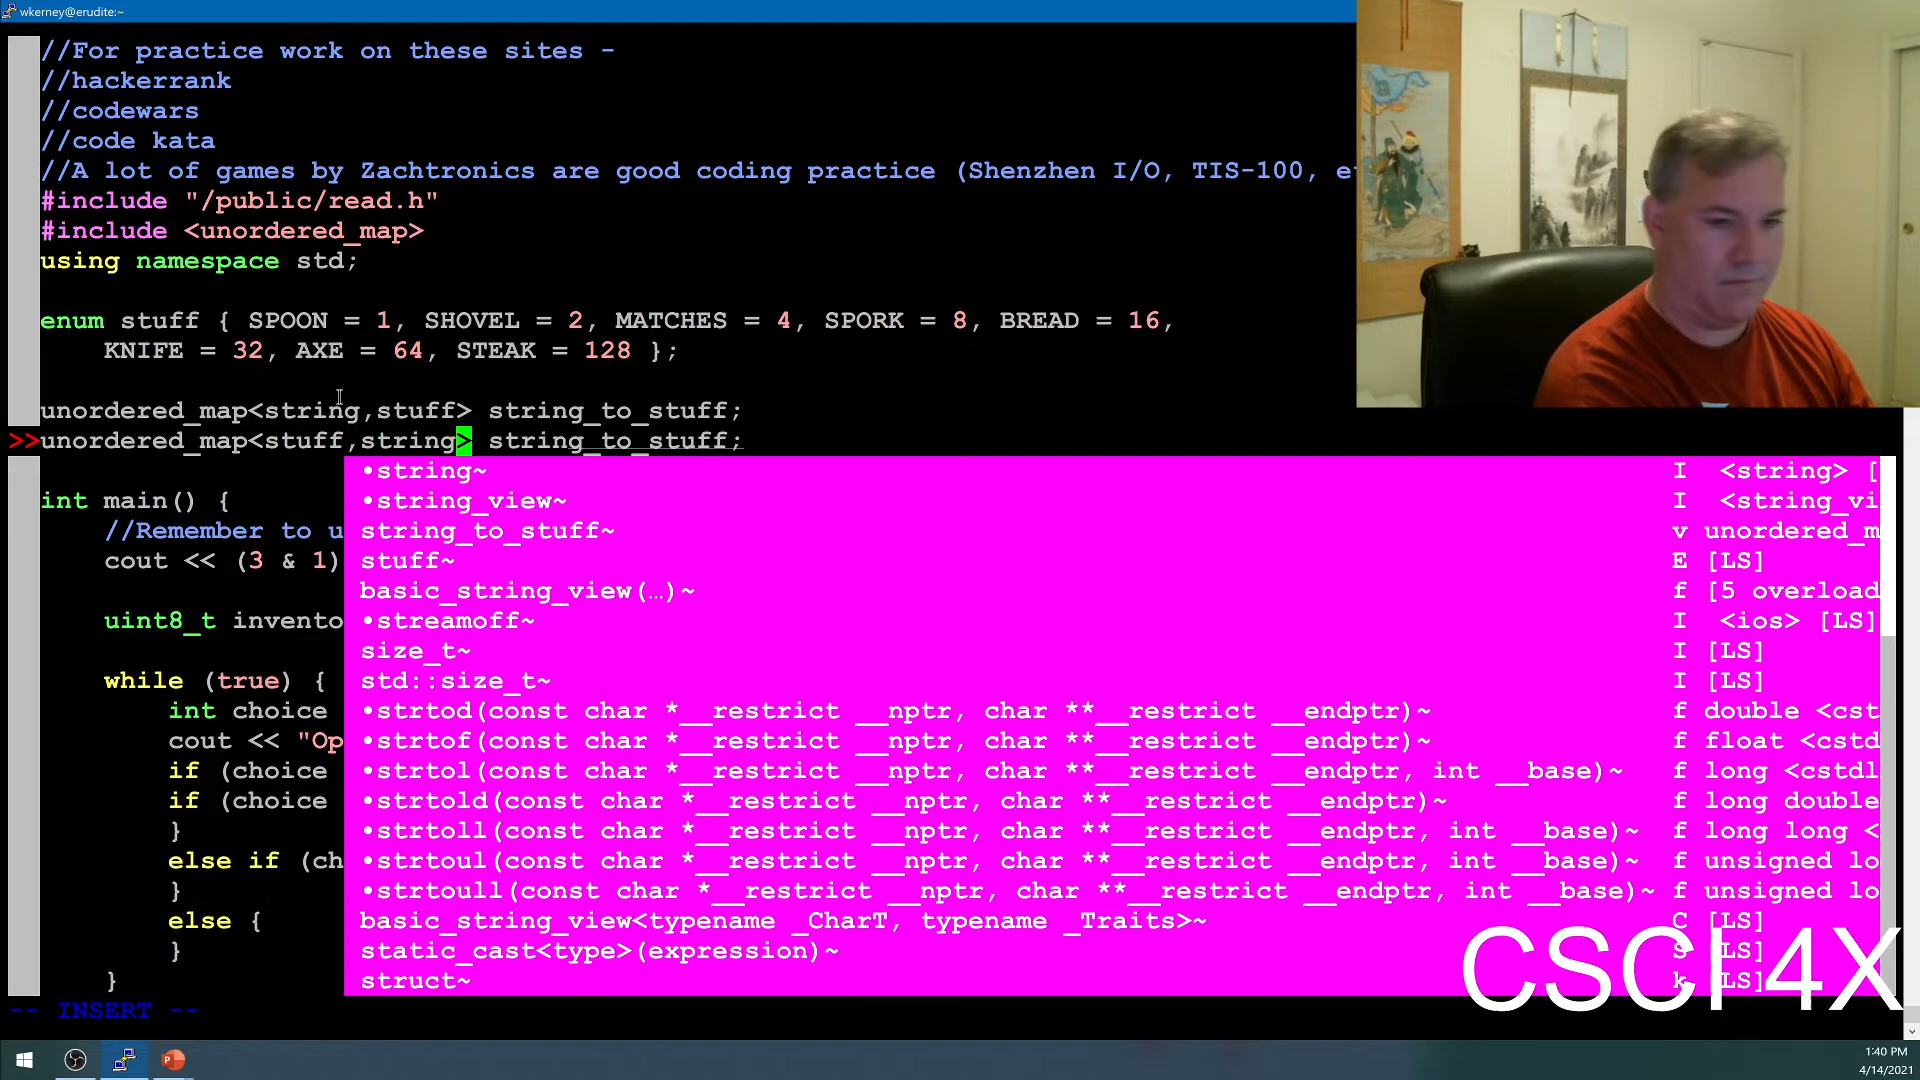 wkerney@erudite:~
//For practice work on these sites -
//hackerrank
//codewars
//code kata
//A lot of games by Zachtronics are good coding practice (Shenzhen I/O, TIS-100, e
#include "/public/read.h"
#include <unordered_map>
using namespace std;
enum stuff { SPOON = 1, SHOVEL = 2, MATCHES = 4, SPORK = 8, BREAD = 16,
KNIFE = 32, AXE = 64, STEAK = 128 };
unordered_map<string,stuff> string_to_stuff;
>>unordered_map<stuff,string> string_to_stuff;
•string~ I <string> [
int main() { •string_view~ I <string_vi
//Remember to u string_to_stuff~ v unordered_m
cout << (3 & 1) stuff~ E [LS]
basic_string_view(…)~ f [5 overload
uint8_t invento •streamoff~ I <ios> [LS]
size_t~ I [LS]
while (true) { std::size_t~ I [LS]
int choice •strtod(const char *__restrict __nptr, char **__restrict __endptr)~ f double <cst
cout << "Op •strtof(const char *__restrict __nptr, char **__restrict __endptr)~ f float <cstd
if (choice •strtol(const char *__restrict __nptr, char **__restrict __endptr, int __base)~ f long <cstdl
if (choice •strtold(const char *__restrict __nptr, char **__restrict __endptr)~ f long double
} •strtoll(const char *__restrict __nptr, char **__restrict __endptr, int __base)~ f long long <
else if (ch •strtoul(const char *__restrict __nptr, char **__restrict __endptr, int __base)~ f unsigned lo
} •strtoull(const char *__restrict __nptr, char **__restrict __endptr, int __base)~ f unsigned lo
else { basic_string_view<typename _CharT, typename _Traits>~ C [LS]
} static_cast<type>(expression)~ S [LS]
} struct~ k [LS]
CSCI 4X
-- INSERT --
1:40 PM
4/14/2021